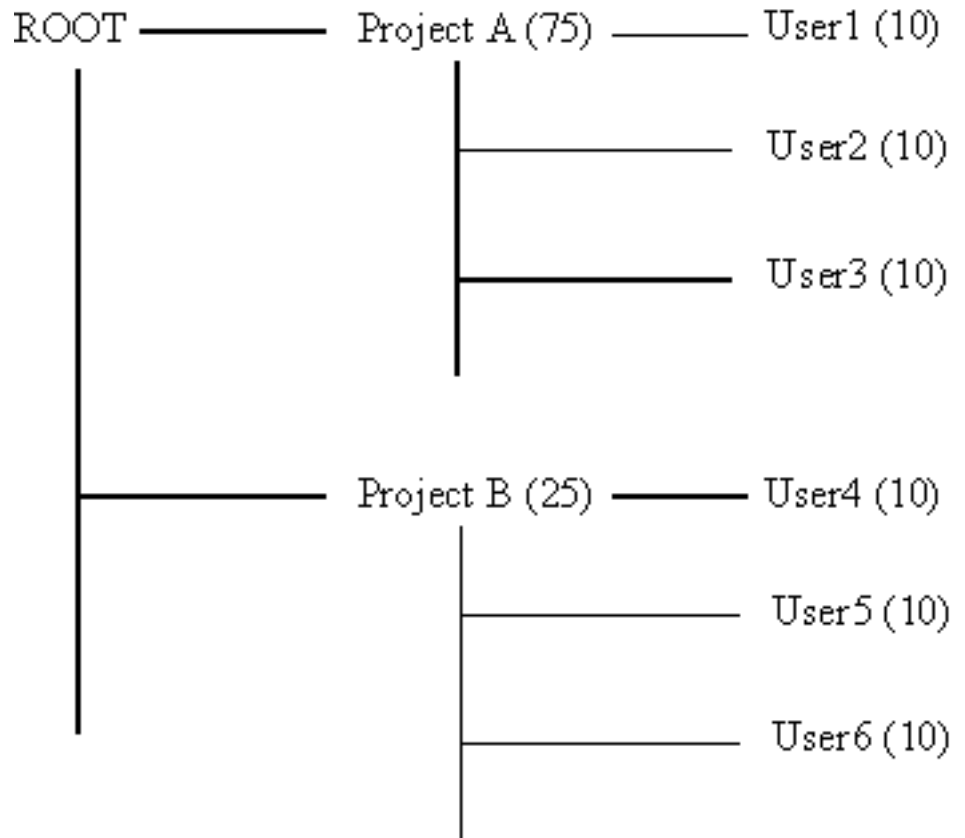 ROOT
Project A (75)
User1 (10)
User2 (10)
User3 (10)
Project B (25)
User4 (10)
User5 (10)
User6 (10)